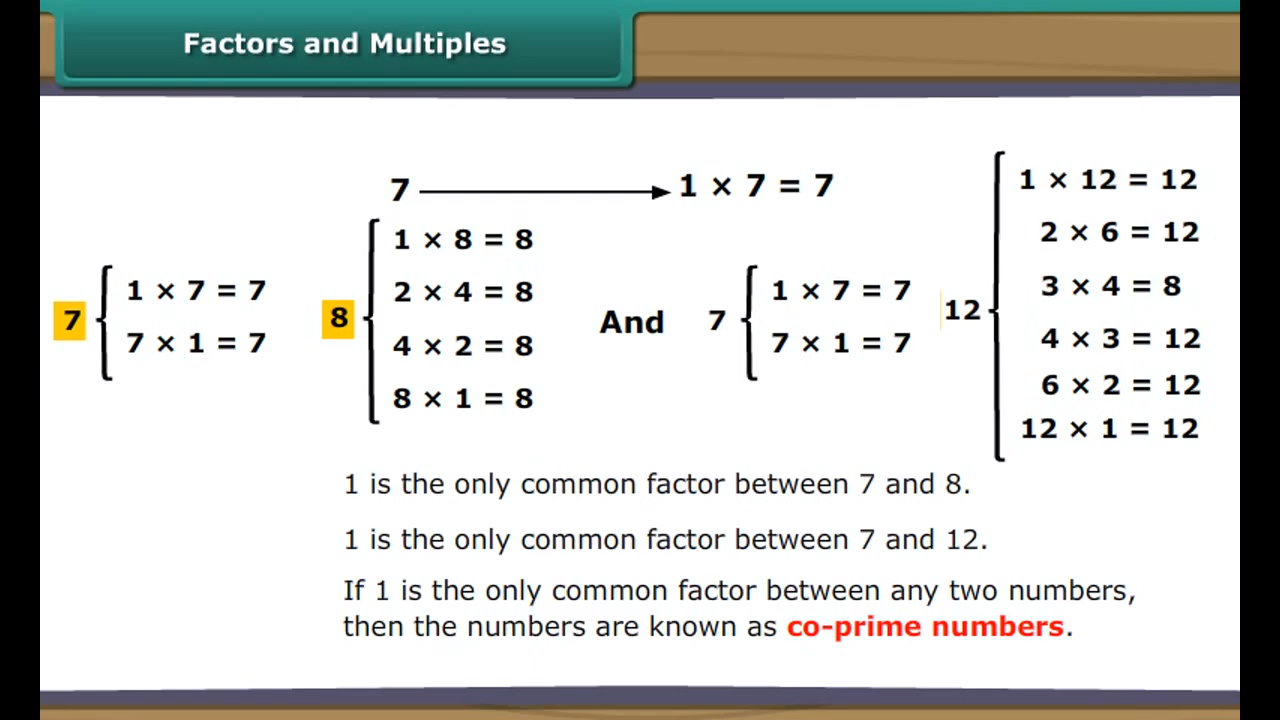 Factors and Multiples
7 1 × 7 = 7
7
1 × 7 = 7
7 × 1 = 7
8
1 × 8 = 8
2 × 4 = 8
4 × 2 = 8
8 × 1 = 8
And
7
1 × 7 = 7
7 × 1 = 7
12
1 × 12 = 12
2 × 6 = 12
3 × 4 = 8
4 × 3 = 12
6 × 2 = 12
12 × 1 = 12
1 is the only common factor between 7 and 8.
1 is the only common factor between 7 and 12.
If 1 is the only common factor between any two numbers,
then the numbers are known as co-prime numbers.